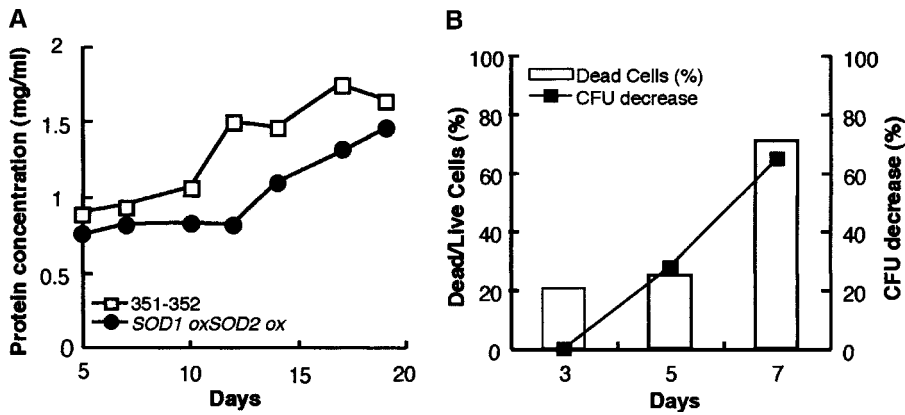 A
Protein concentration (mg/ml)
2
1.5
1
0.5
0
351-352
SOD1 oxSOD2 ox
5
10
15
20
Days
B
Dead/Live Cells (%)
100
80
60
40
20
0
Dead Cells (%)
CFU decrease
3
5
7
Days
100
80
60
40
20
0
CFU decrease (%)